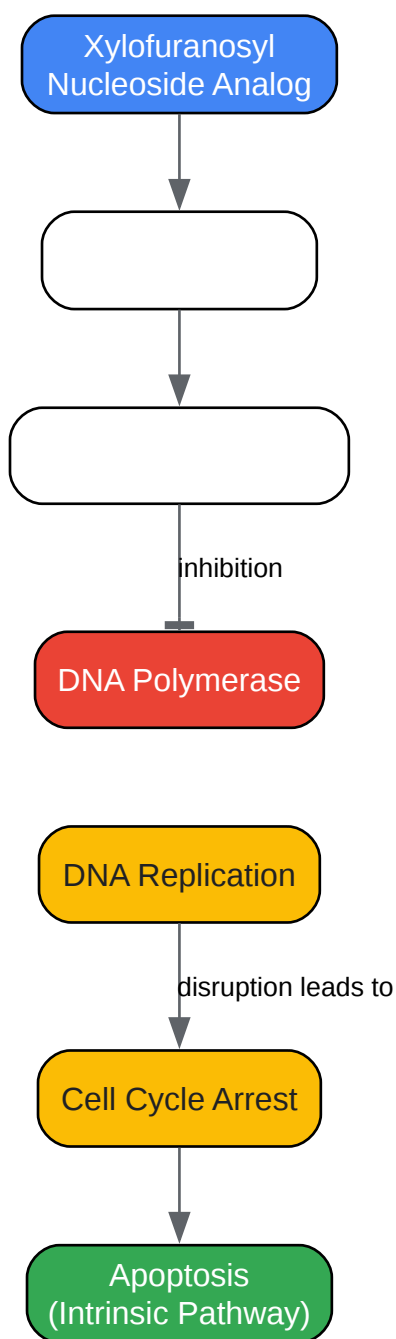 Xylofuranosyl
Nucleoside Analog
inhibition
DNA Polymerase
DNA Replication
disruption leads to
Cell Cycle Arrest
Apoptosis
(Intrinsic Pathway)